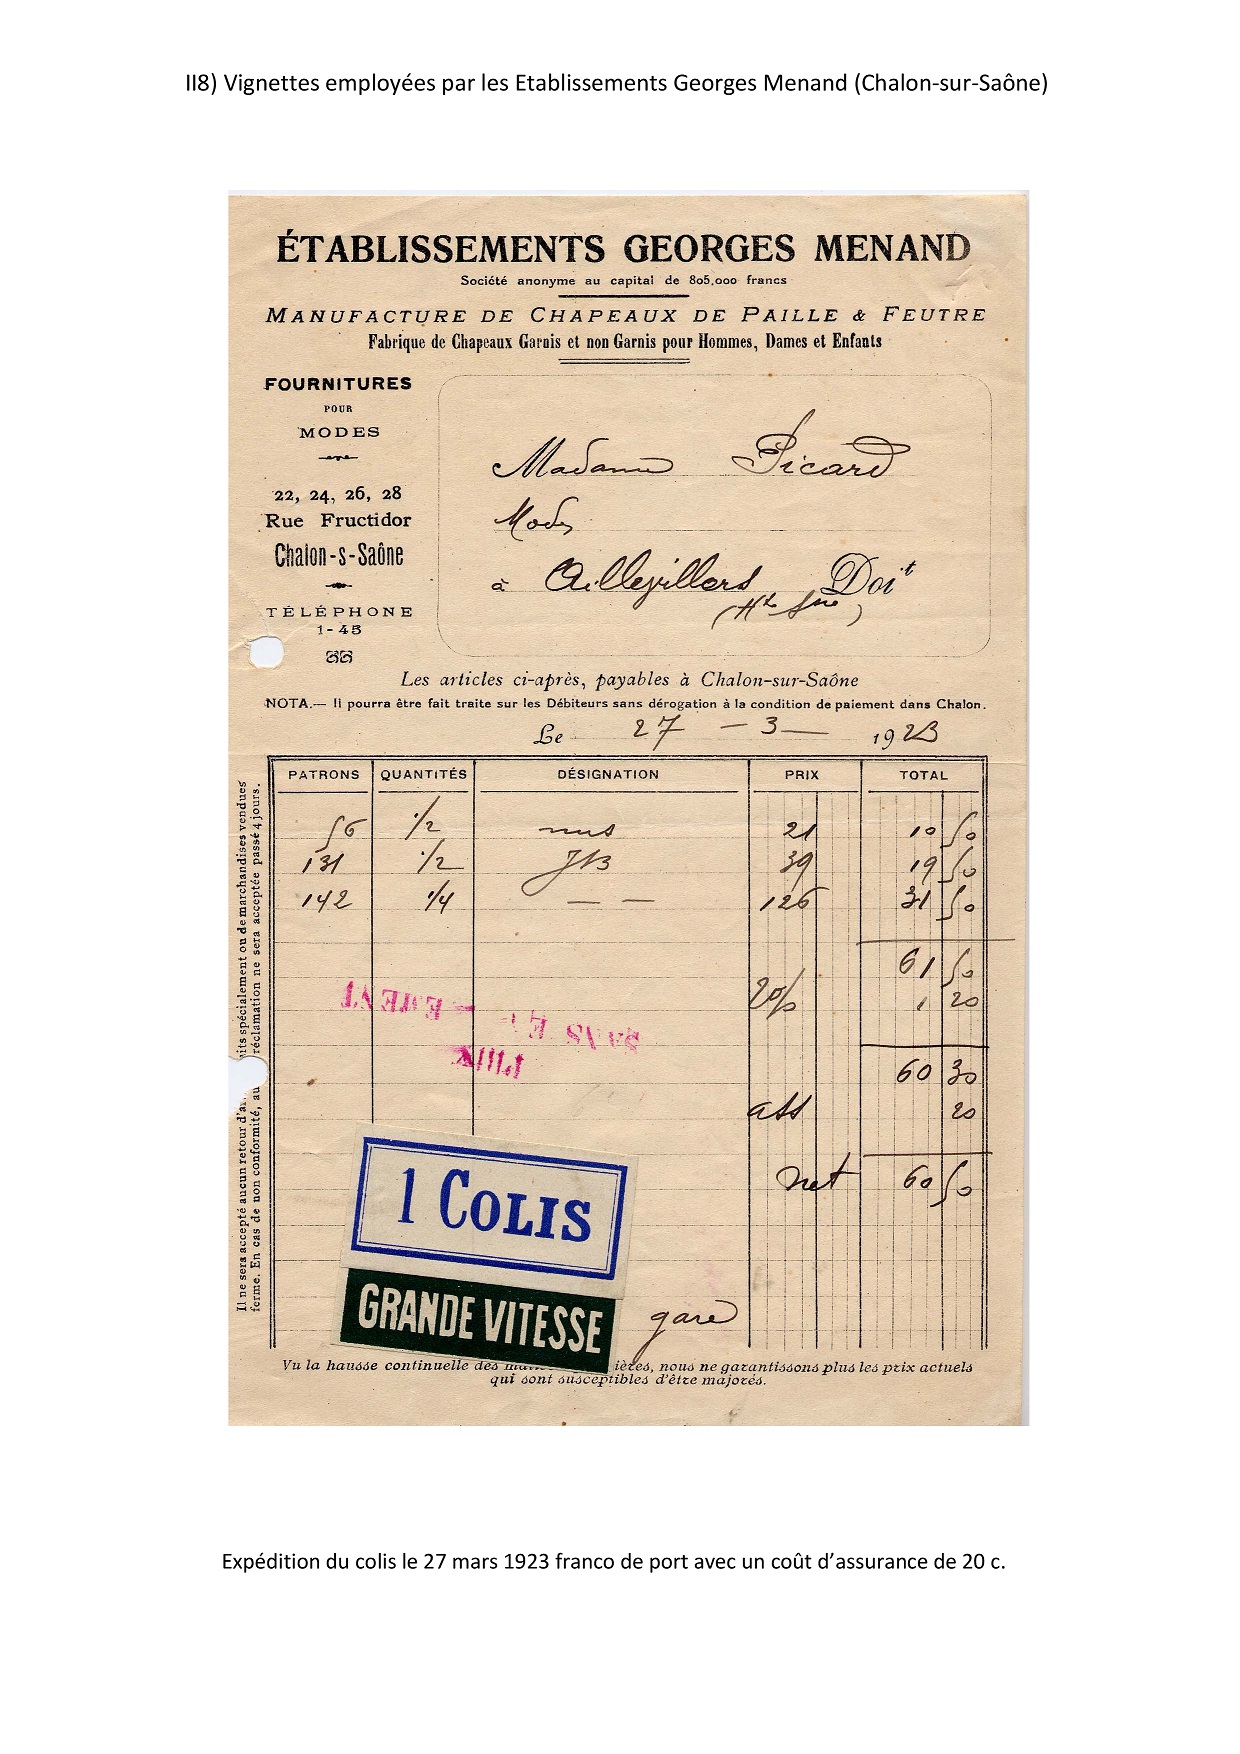 II8) Vignettes employées par les Etablissements Georges Menand (Chalon-sur-Saône)
ÉTABLISSEMENTS GEORGES MENAND
Société anonyme au capital de 805.000 francs
MANUFACTURE DE CHAPEAUX DE PAILLE & FEUTRE
Fabrique de Chapeaux Garnis et non Garnis pour Hommes, Dames et Enfants
FOURNITURES
POUR
MODES
22, 24, 26, 28
Rue Fructidor
Chalon-s-Saône
TÉLÉPHONE
1-45
Madame Picard
Modes
à Aillevillers Doit
(Hte Sne)
Les articles ci-après, payables à Chalon-sur-Saône
NOTA.— Il pourra être fait traite sur les Débiteurs sans dérogation à la condition de paiement dans Chalon.
Le 27 - 3 - 1923
PATRONS QUANTITÉS DÉSIGNATION PRIX TOTAL
56 1/2 nus 21 10 50
131 1/2 39 19 50
142 1/4 — — 126 31 50
61 50
1 20
60 30
ass 20
net 60 50
1 COLIS
GRANDE VITESSE
gare
Il ne sera accepté aucun retour d'ar its spécialement ou de marchandises vendues
ferme. En cas de non conformité, au réclamation ne sera acceptée passé 4 jours.
Vu la hausse continuelle des ières, nous ne garantissons plus les prix actuels
qui sont susceptibles d'être majorés.
Expédition du colis le 27 mars 1923 franco de port avec un coût d'assurance de 20 c.